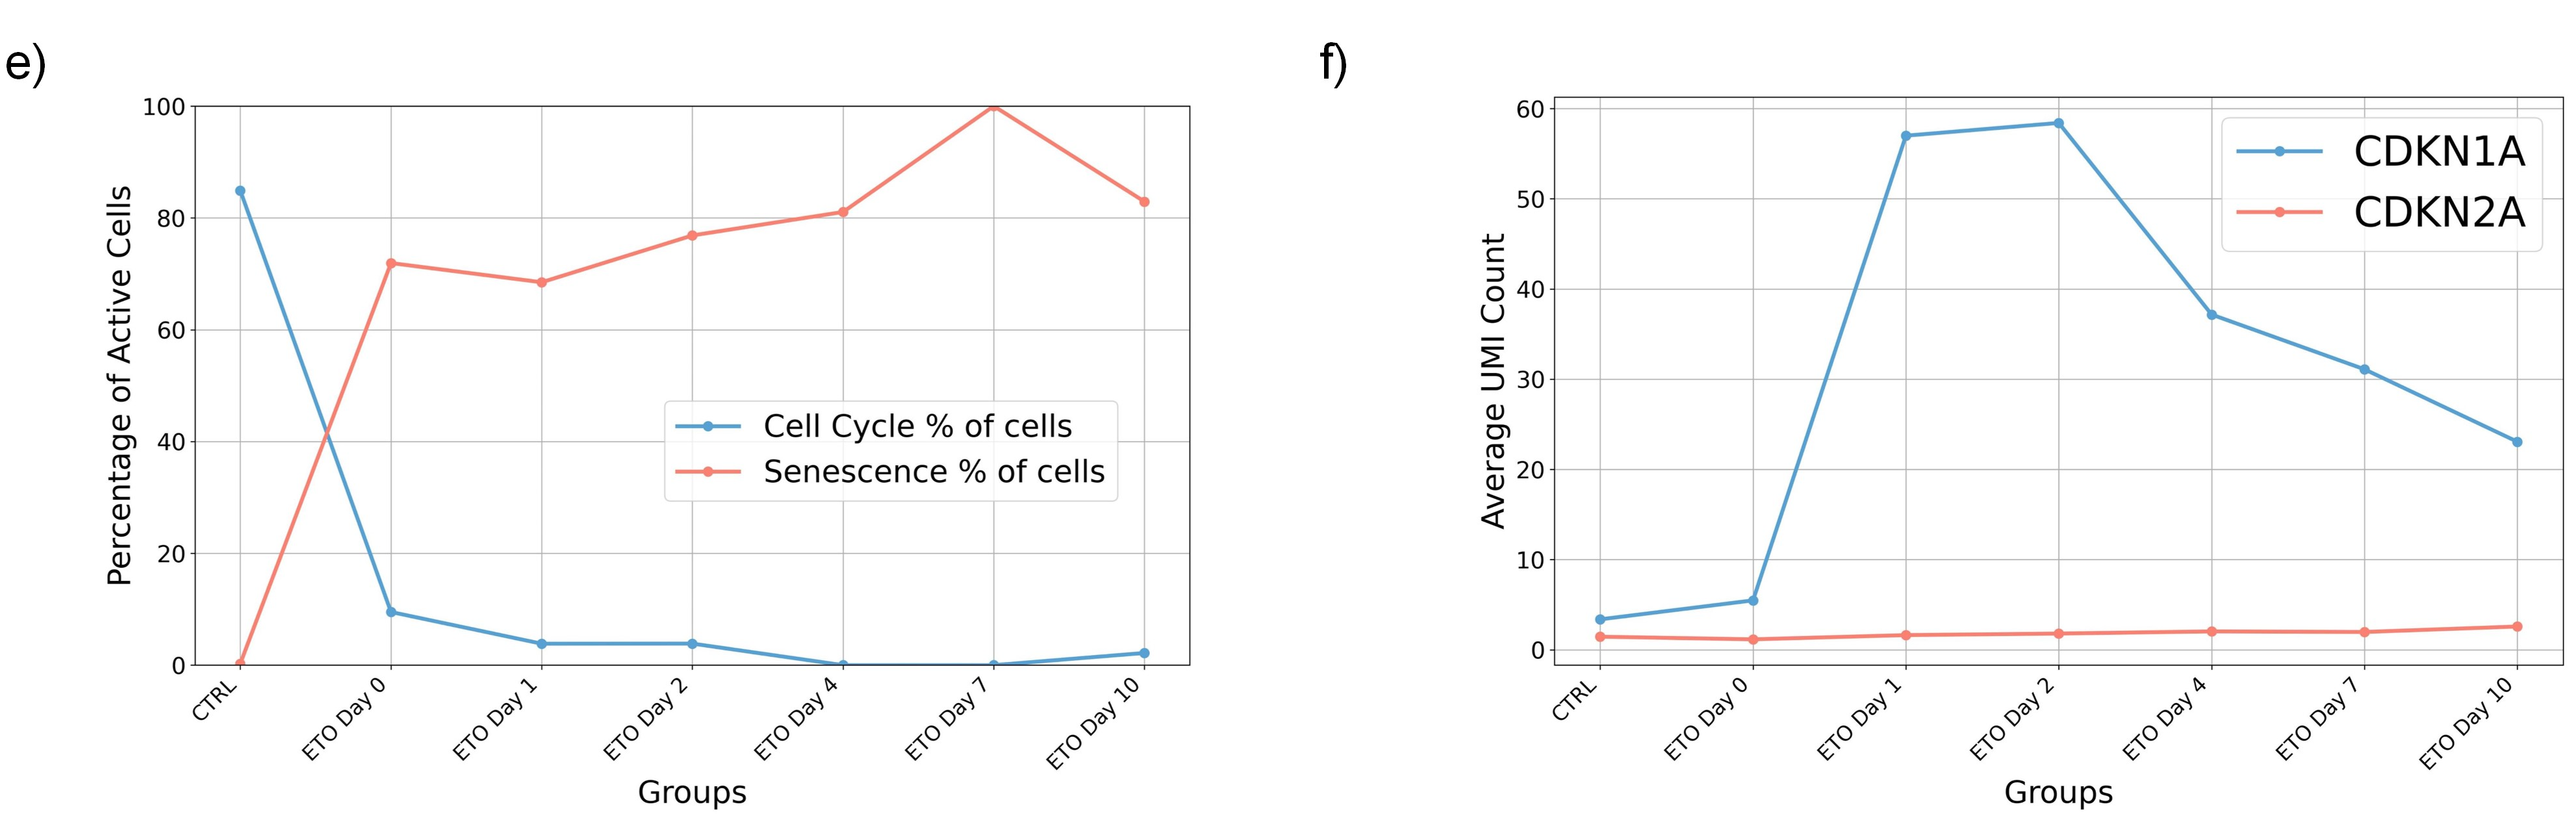 e)
100
80
60
40
20
0
Percentage of Active Cells
Cell Cycle % of cells
Senescence % of cells
CTRL
ETO Day 0
ETO Day 1
ETO Day 2
ETO Day 4
ETO Day 7
ETO Day 10
Groups
f)
60
50
40
30
20
10
0
Average UMI Count
CDKN1A
CDKN2A
CTRL
ETO Day 0
ETO Day 1
ETO Day 2
ETO Day 4
ETO Day 7
ETO Day 10
Groups